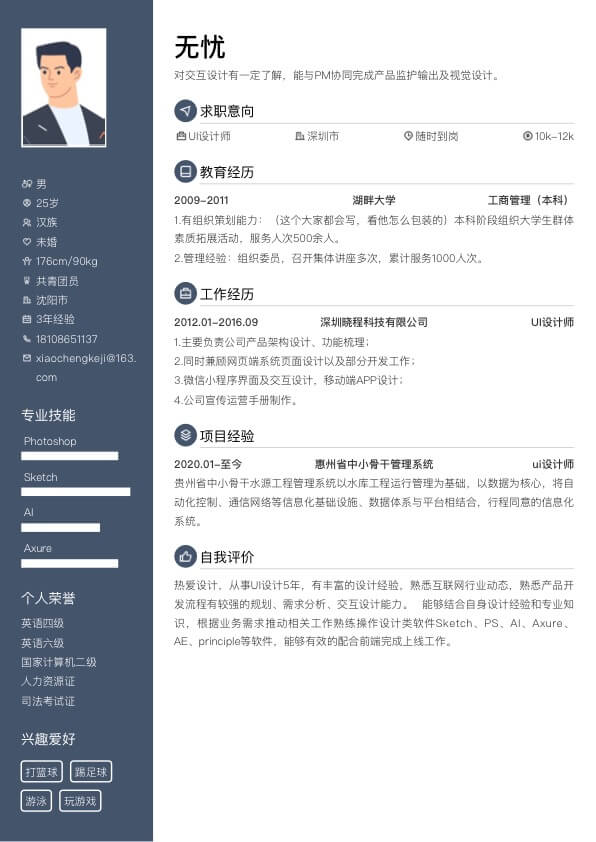 男
25岁
汉族
未婚
176cm/90kg
共青团员
沈阳市
3年经验
18108651137
xiaochengkeji@163.
com
专业技能
Photoshop
Sketch
AI
Axure
个人荣誉
英语四级
英语六级
国家计算机二级
人力资源证
司法考试证
兴趣爱好
打篮球 踢足球
游泳 玩游戏
无忧
对交互设计有一定了解，能与PM协同完成产品监护输出及视觉设计。
求职意向
UI设计师 深圳市 随时到岗 10k-12k
教育经历
2009-2011 湖畔大学 工商管理（本科）
1.有组织策划能力：（这个大家都会写，看他怎么包装的）本科阶段组织大学生群体
素质拓展活动，服务人次500余人。
2.管理经验：组织委员，召开集体讲座多次，累计服务1000人次。
工作经历
2012.01-2016.09 深圳晓程科技有限公司 UI设计师
1.主要负责公司产品架构设计、功能梳理；
2.同时兼顾网页端系统页面设计以及部分开发工作；
3.微信小程序界面及交互设计，移动端APP设计；
4.公司宣传运营手册制作。
项目经验
2020.01-至今 惠州省中小骨干管理系统 ui设计师
贵州省中小骨干水源工程管理系统以水库工程运行管理为基础，以数据为核心，将自
动化控制、通信网络等信息化基础设施、数据体系与平台相结合，行程同意的信息化
系统。
自我评价
热爱设计，从事UI设计5年，有丰富的设计经验，熟悉互联网行业动态，熟悉产品开
发流程有较强的规划、需求分析、交互设计能力。 能够结合自身设计经验和专业知
识，根据业务需求推动相关工作熟练操作设计类软件Sketch、PS、AI、Axure、
AE、principle等软件，能够有效的配合前端完成上线工作。